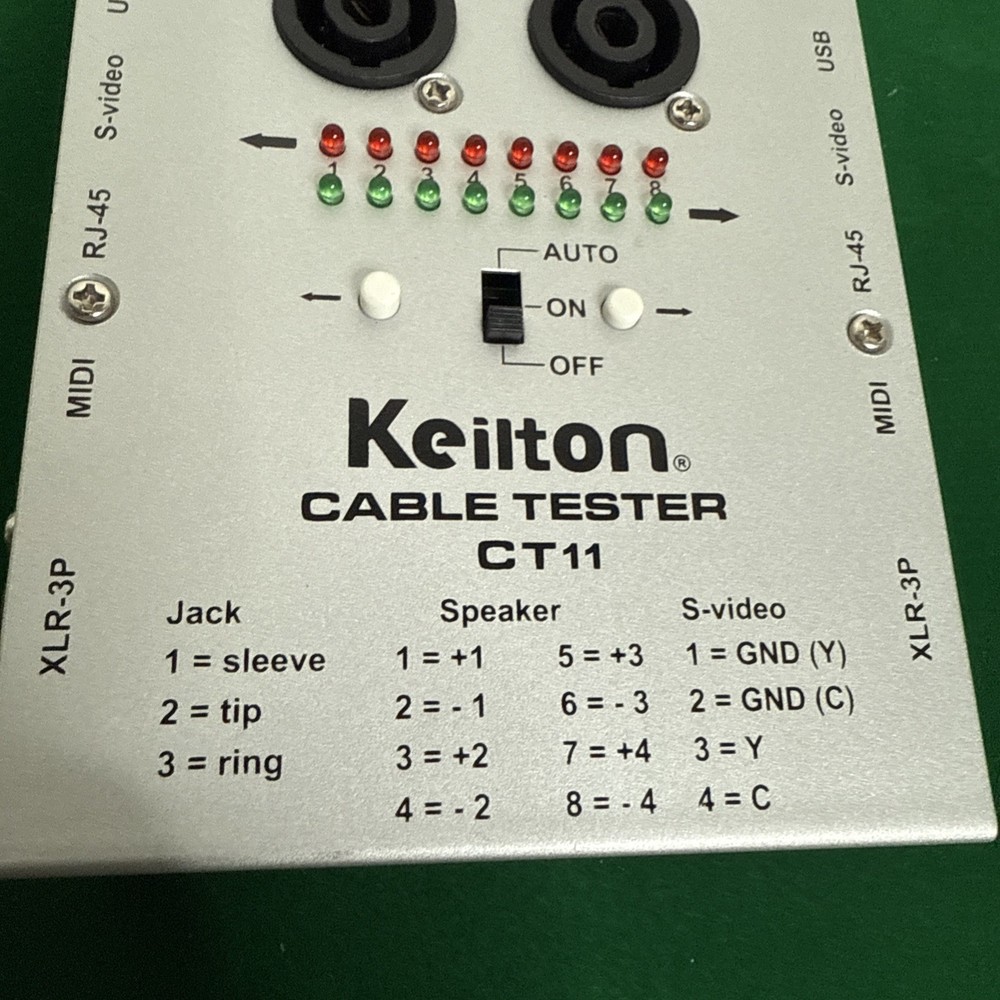 USB
S-video
RJ-45
MIDI
XLR-3P
1 2 3 4 5 6 7 8
AUTO
ON
OFF
Keilton®
CABLE TESTER
CT11
Jack Speaker S-video
1 = sleeve 1 = +1 5 = +3 1 = GND (Y)
2 = tip 2 = - 1 6 = - 3 2 = GND (C)
3 = ring 3 = +2 7 = +4 3 = Y
4 = - 2 8 = - 4 4 = C
S-video
RJ-45
MIDI
XLR-3P